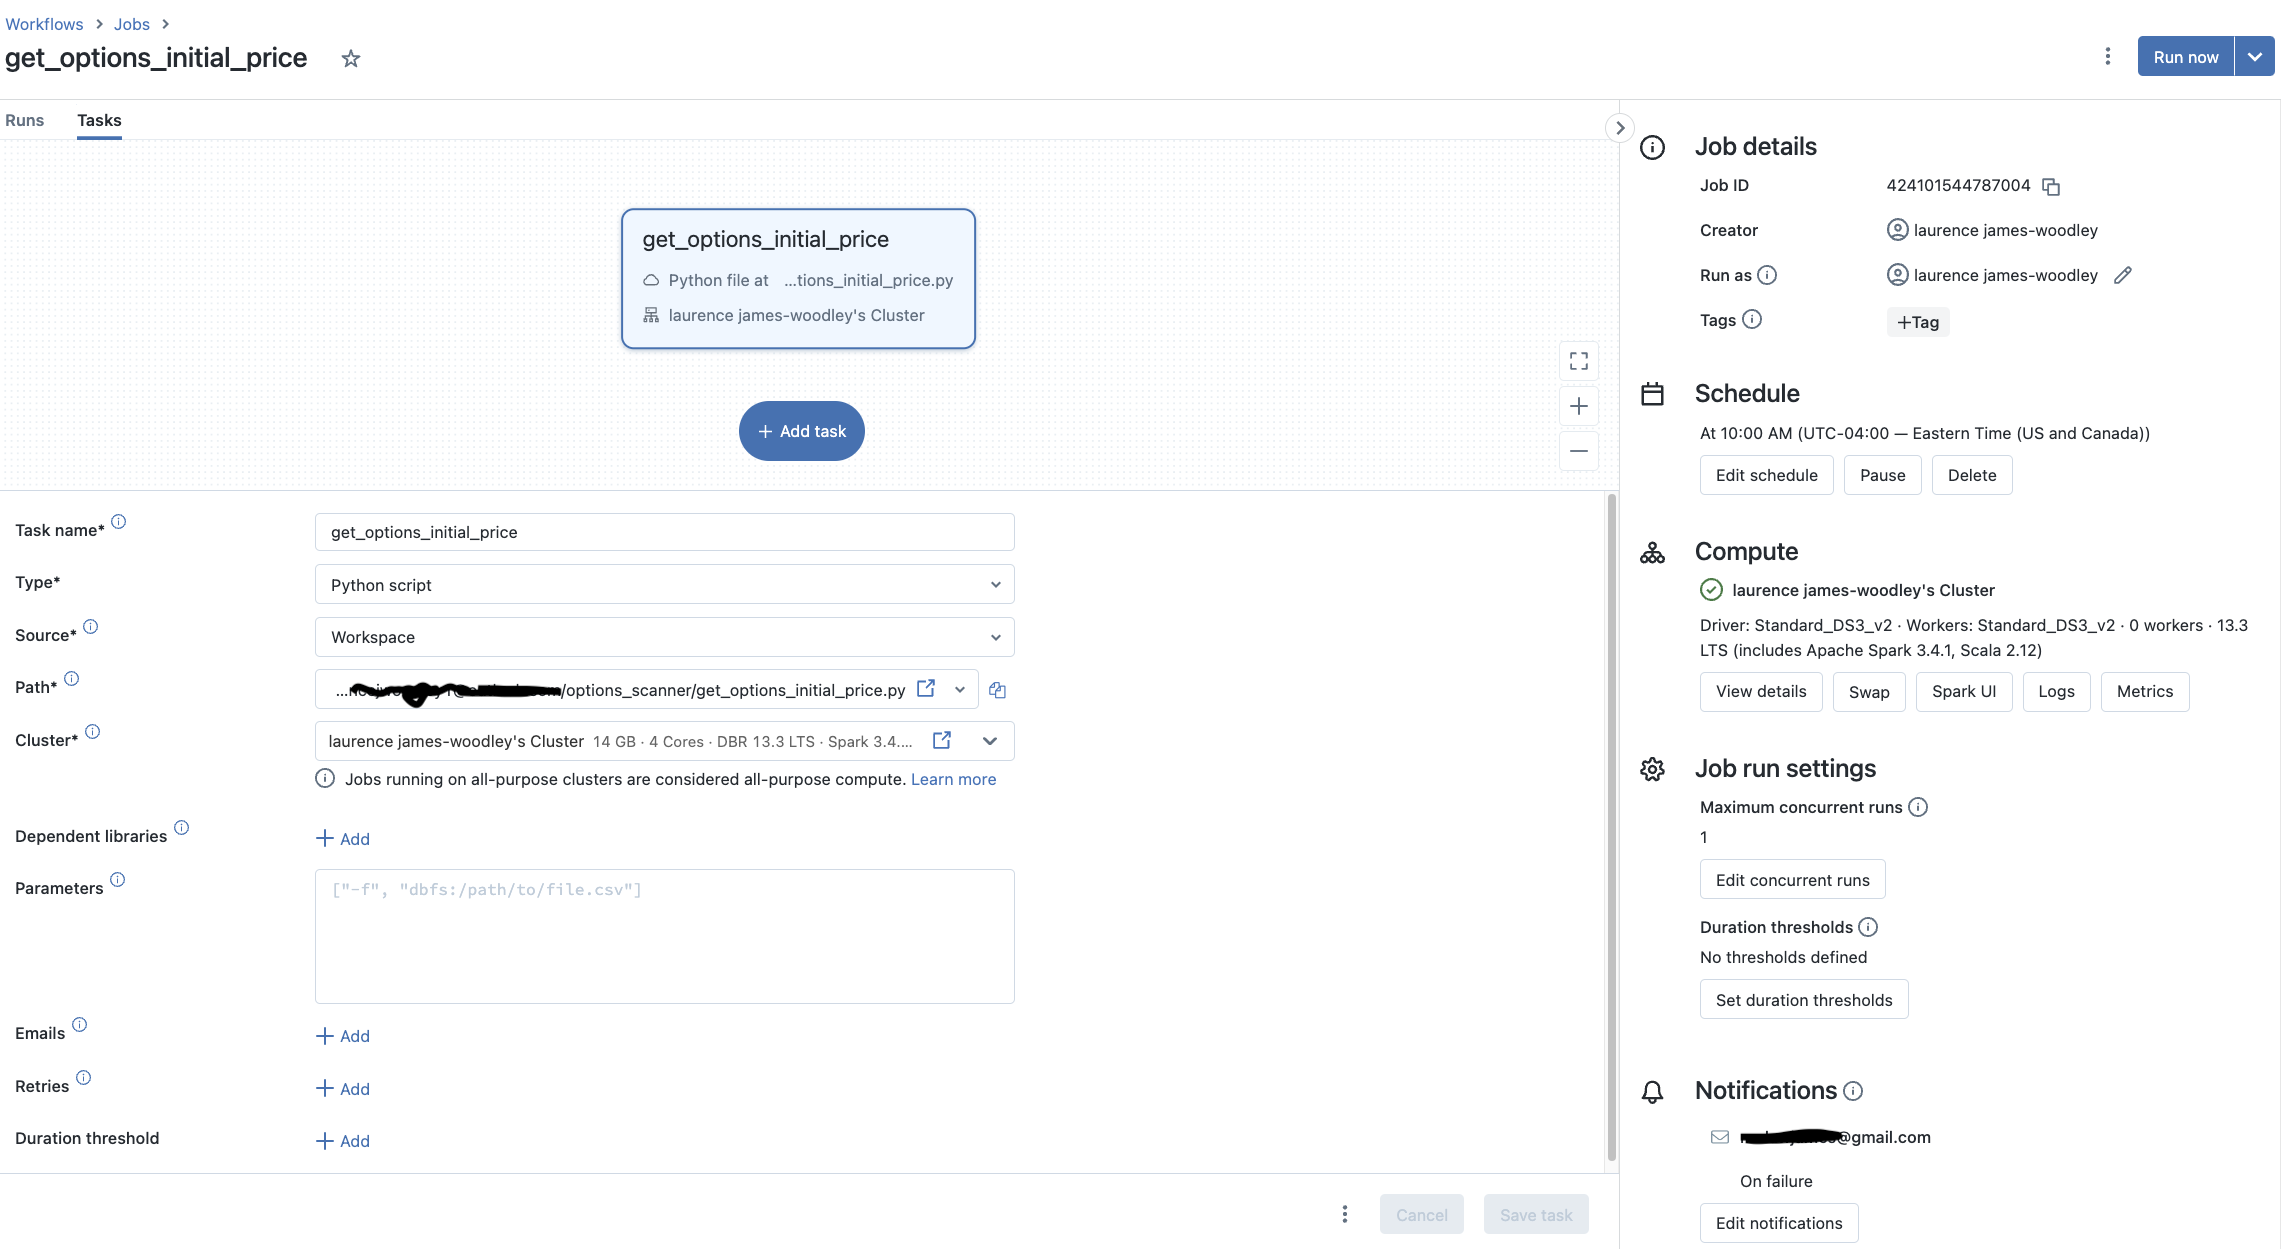 Workflows > Jobs >
get_options_initial_price
Run now
Runs Tasks
get_options_initial_price
Python file at ...tions_initial_price.py
laurence james-woodley's Cluster
+ Add task
Task name*
get_options_initial_price
Type*
Python script
Source*
Workspace
Path*
/options_scanner/get_options_initial_price.py
Cluster*
laurence james-woodley's Cluster 14 GB · 4 Cores · DBR 13.3 LTS · Spark 3.4....
Jobs running on all-purpose clusters are considered all-purpose compute. Learn more
Dependent libraries
+ Add
Parameters
["-f", "dbfs:/path/to/file.csv"]
Emails
+ Add
Retries
+ Add
Duration threshold
+ Add
Cancel Save task
Job details
Job ID 424101544787004
Creator laurence james-woodley
Run as laurence james-woodley
Tags +Tag
Schedule
At 10:00 AM (UTC-04:00 — Eastern Time (US and Canada))
Edit schedule Pause Delete
Compute
laurence james-woodley's Cluster
Driver: Standard_DS3_v2 · Workers: Standard_DS3_v2 · 0 workers · 13.3
LTS (includes Apache Spark 3.4.1, Scala 2.12)
View details Swap Spark UI Logs Metrics
Job run settings
Maximum concurrent runs
1
Edit concurrent runs
Duration thresholds
No thresholds defined
Set duration thresholds
Notifications
@gmail.com
On failure
Edit notifications